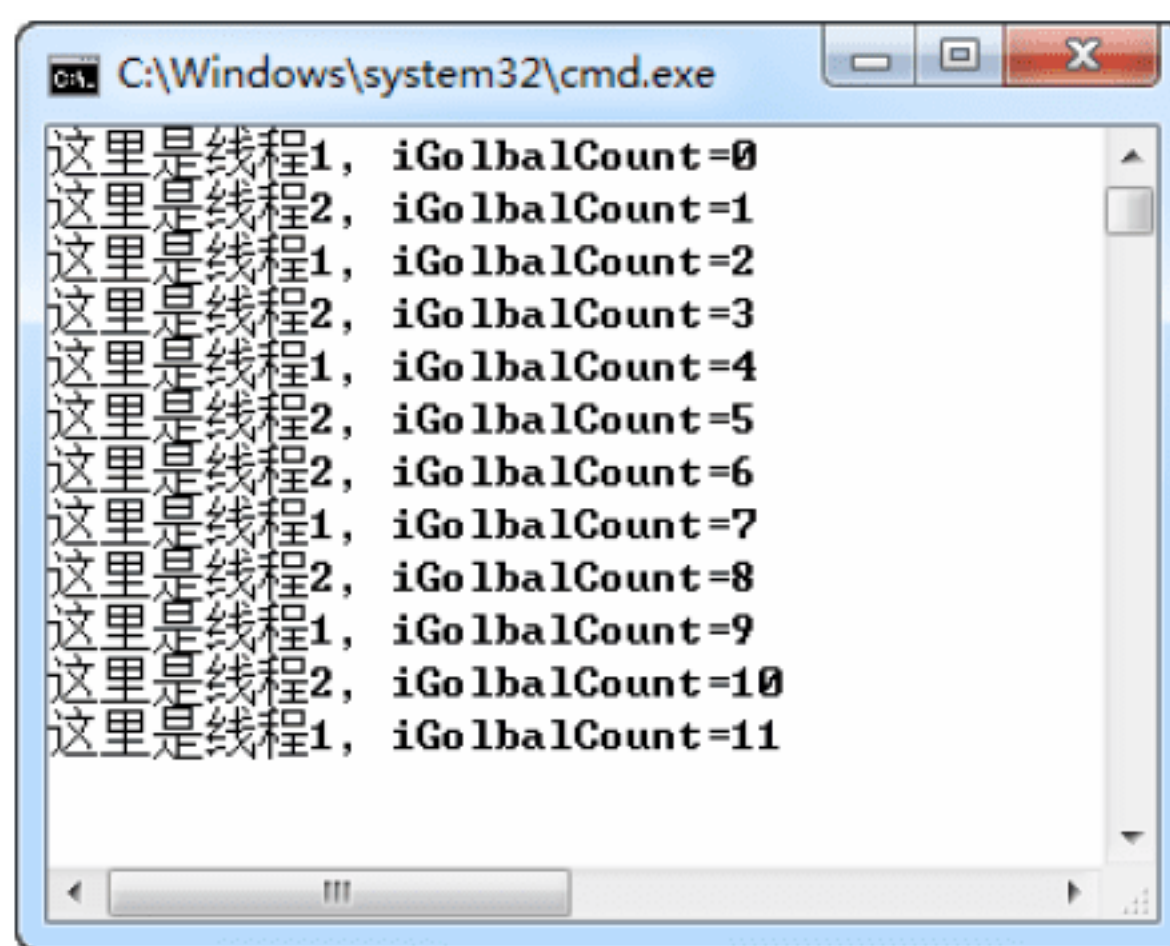 C:\Windows\system32\cmd.exe
这里是线程1, iGolbalCount=0
这里是线程2, iGolbalCount=1
这里是线程1, iGolbalCount=2
这里是线程2, iGolbalCount=3
这里是线程1, iGolbalCount=4
这里是线程2, iGolbalCount=5
这里是线程2, iGolbalCount=6
这里是线程1, iGolbalCount=7
这里是线程2, iGolbalCount=8
这里是线程1, iGolbalCount=9
这里是线程2, iGolbalCount=10
这里是线程1, iGolbalCount=11